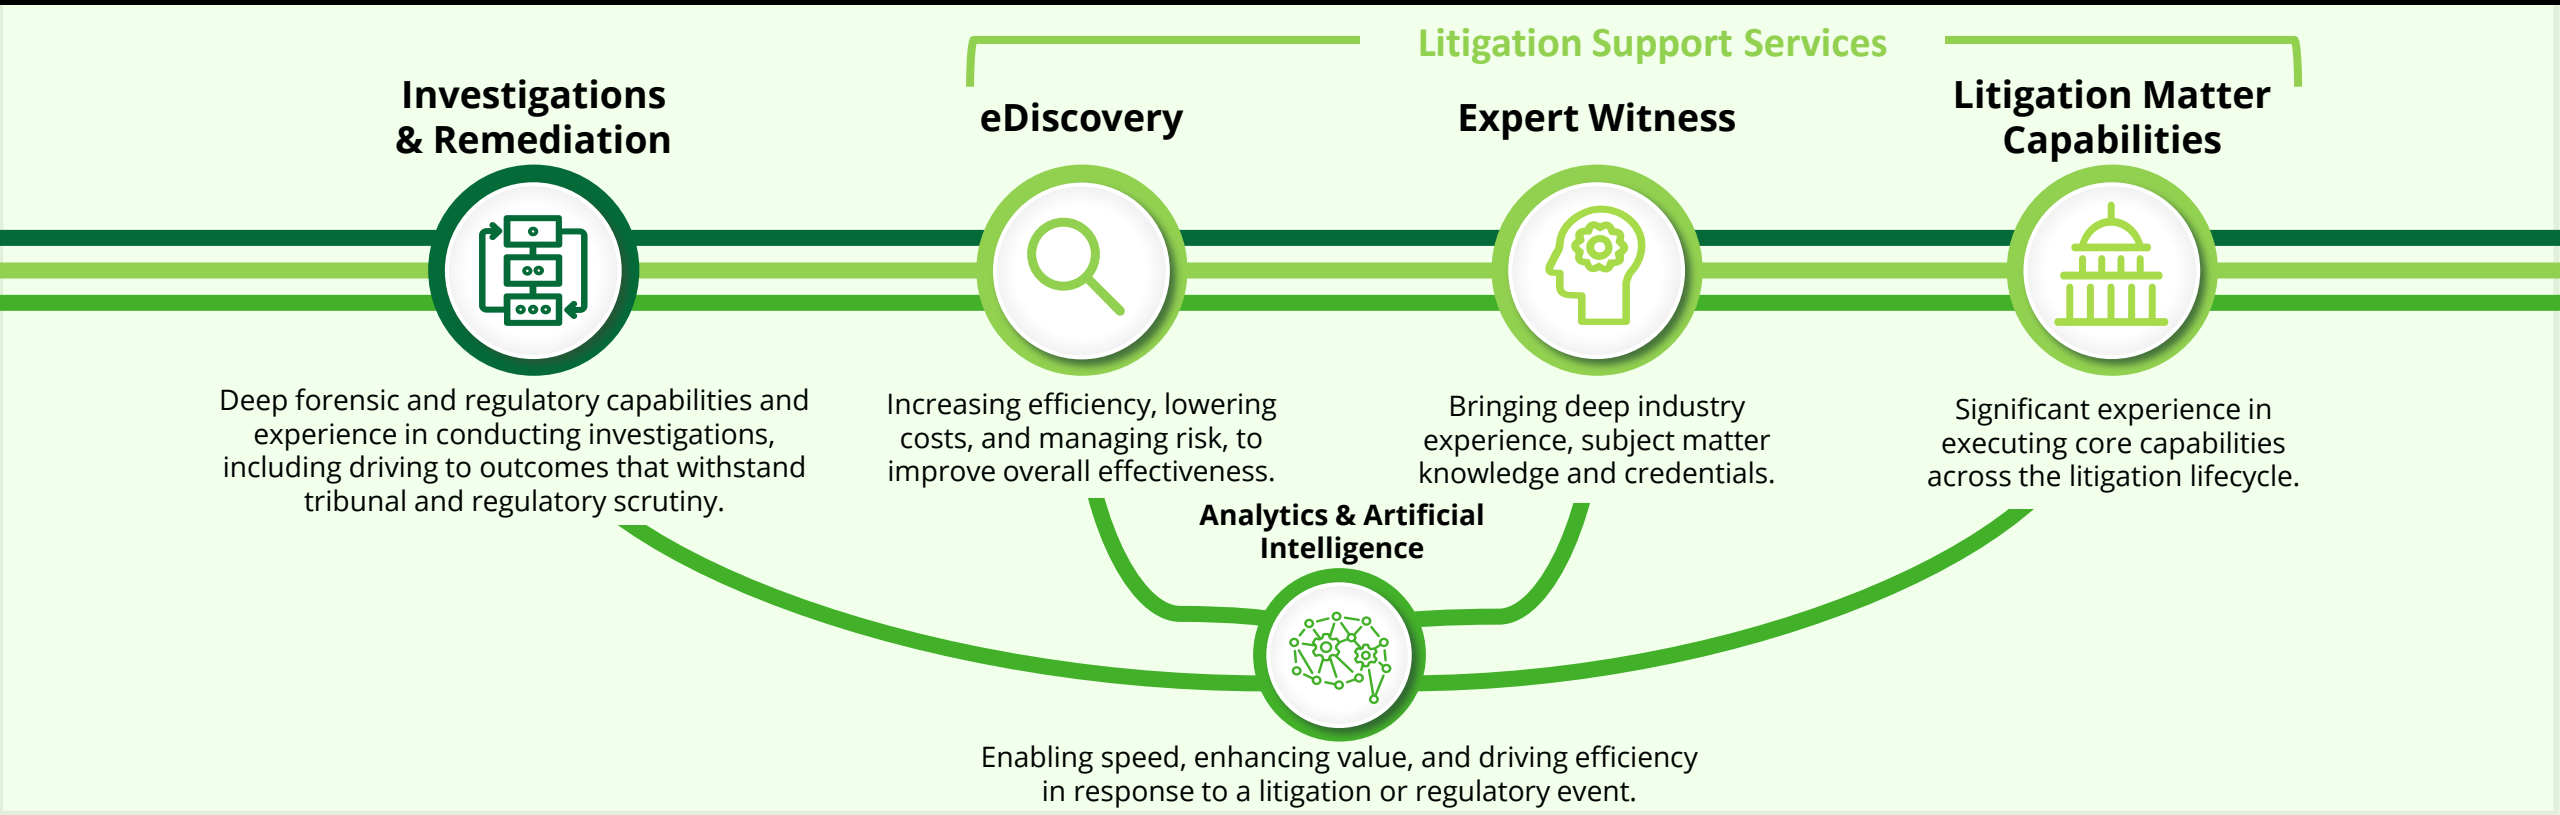 Litigation Support Services
Investigations
& Remediation
eDiscovery
Expert Witness
Litigation Matter
Capabilities
Deep forensic and regulatory capabilities and
experience in conducting investigations,
including driving to outcomes that withstand
tribunal and regulatory scrutiny.
Increasing efficiency, lowering
costs, and managing risk, to
improve overall effectiveness.
Bringing deep industry
experience, subject matter
knowledge and credentials.
Significant experience in
executing core capabilities
across the litigation lifecycle.
Analytics & Artificial
Intelligence
Enabling speed, enhancing value, and driving efficiency
in response to a litigation or regulatory event.